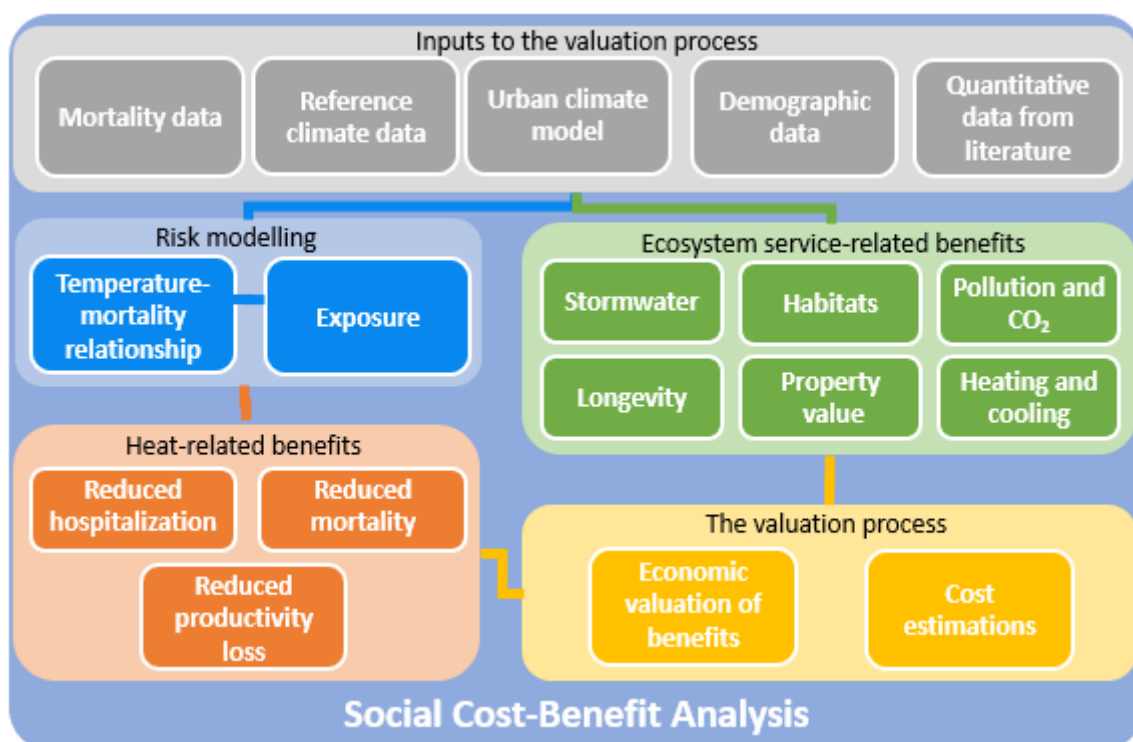 Inputs to the valuation process
Mortality data
Reference
climate data
Urban climate
model
Demographic
data
Quantitative
data from
literature
Risk modelling
Temperature-
mortality
relationship
Exposure
Ecosystem service-related benefits
Stormwater
Habitats
Pollution and
CO₂
Longevity
Property
value
Heating and
cooling
Heat-related benefits
Reduced
hospitalization
Reduced
mortality
Reduced
productivity
loss
The valuation process
Economic
valuation of
benefits
Cost
estimations
Social Cost-Benefit Analysis